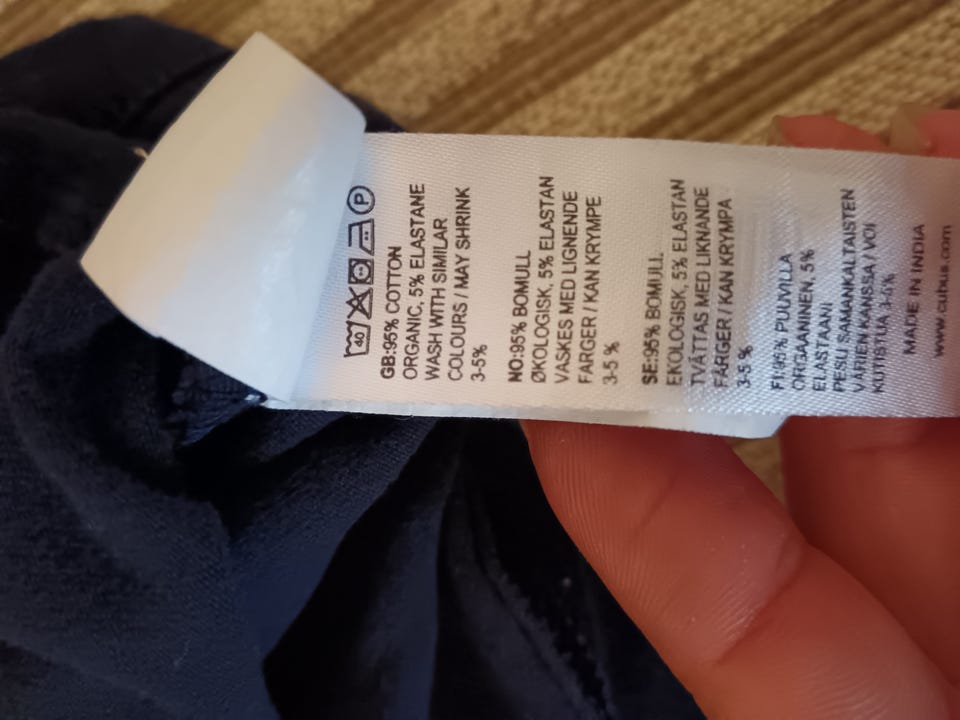 40 P
GB:95% COTTON
ORGANIC, 5% ELASTANE
WASH WITH SIMILAR
COLOURS / MAY SHRINK
3-5%
NO:95% BOMULL
ØKOLOGISK, 5% ELASTAN
VASKES MED LIGNENDE
FARGER / KAN KRYMPE
3-5 %
SE:95% BOMULL
EKOLOGISK, 5% ELASTAN
TVÄTTAS MED LIKNANDE
FÄRGER / KAN KRYMPA
3-5 %
FI:95% PUUVILLA
ORGAANINEN, 5%
ELASTAANI
PESU SAMANKALTAISTEN
VÄRIEN KANSSA / VOI
KUTISTUA 3-5%
MADE IN INDIA
www.cubus.com